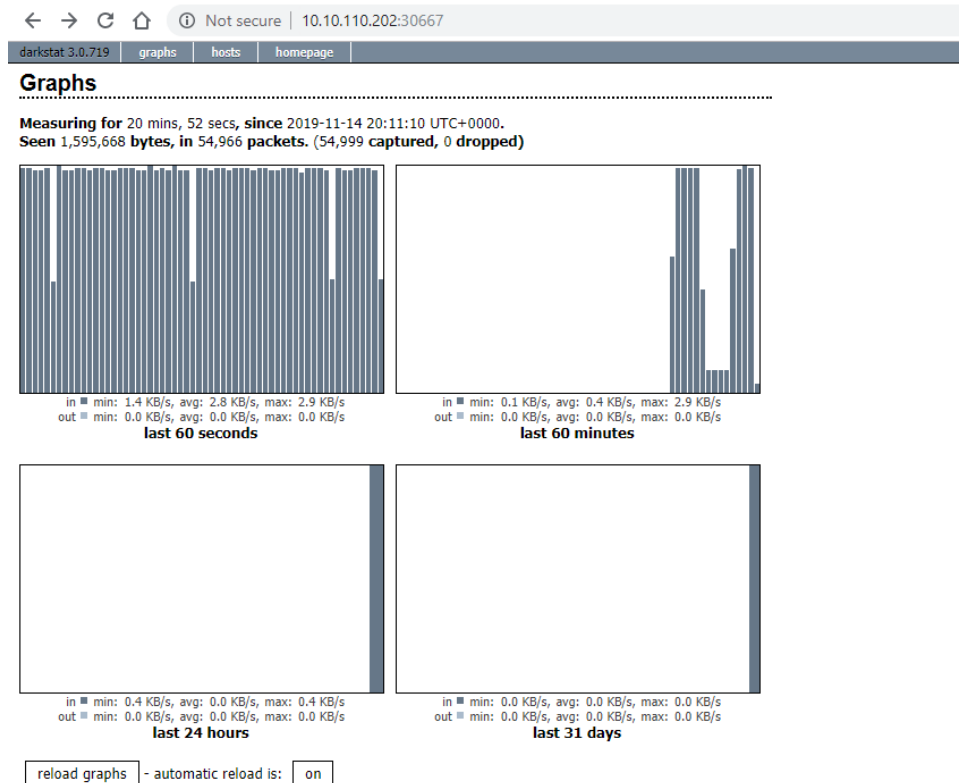 Not secure | 10.10.110.202:30667
darkstat 3.0.719 graphs hosts homepage
Graphs
Measuring for 20 mins, 52 secs, since 2019-11-14 20:11:10 UTC+0000.
Seen 1,595,668 bytes, in 54,966 packets. (54,999 captured, 0 dropped)
in min: 1.4 KB/s, avg: 2.8 KB/s, max: 2.9 KB/s
out min: 0.0 KB/s, avg: 0.0 KB/s, max: 0.0 KB/s
last 60 seconds
in min: 0.1 KB/s, avg: 0.4 KB/s, max: 2.9 KB/s
out min: 0.0 KB/s, avg: 0.0 KB/s, max: 0.0 KB/s
last 60 minutes
in min: 0.4 KB/s, avg: 0.0 KB/s, max: 0.4 KB/s
out min: 0.0 KB/s, avg: 0.0 KB/s, max: 0.0 KB/s
last 24 hours
in min: 0.0 KB/s, avg: 0.0 KB/s, max: 0.0 KB/s
out min: 0.0 KB/s, avg: 0.0 KB/s, max: 0.0 KB/s
last 31 days
reload graphs - automatic reload is: on